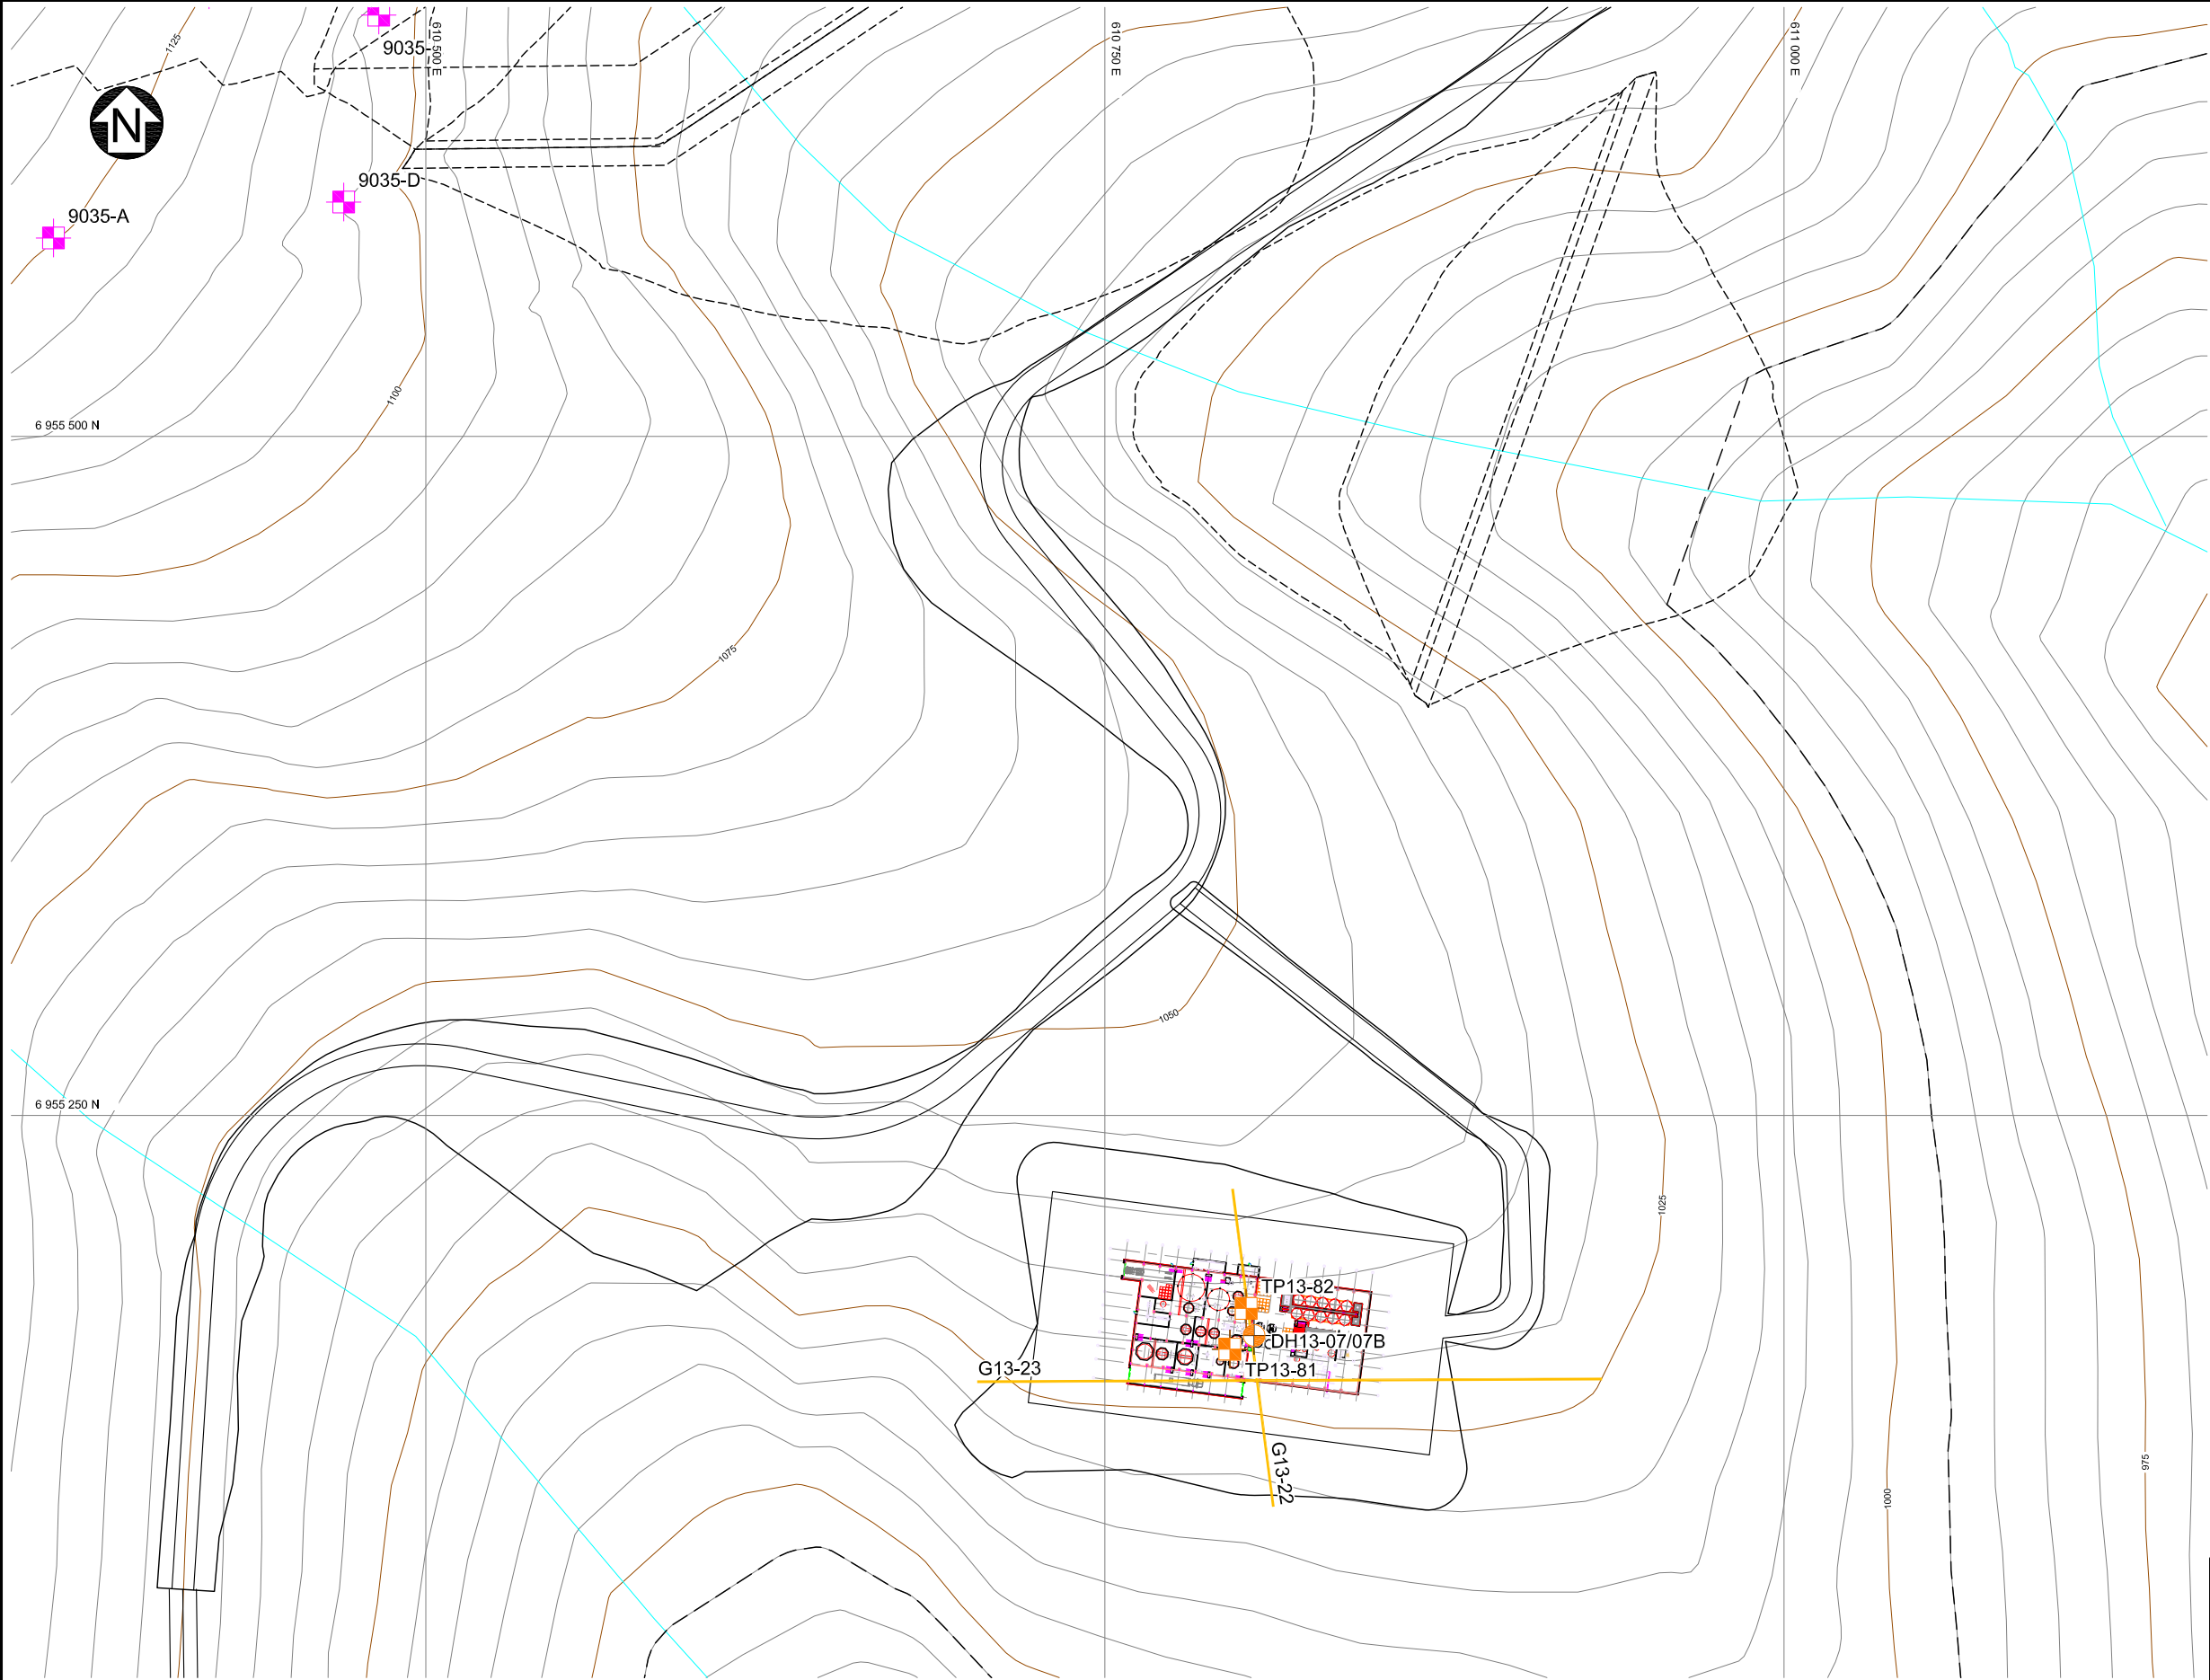 1125
9035-
610 500 E
610 750 E
611 000 E
N
9035-D
9035-A
1100
6 955 500 N
1075
1050
6 955 250 N
1025
TP13-82
DH13-07/07B
G13-23
TP13-81
G13-22
975
1000